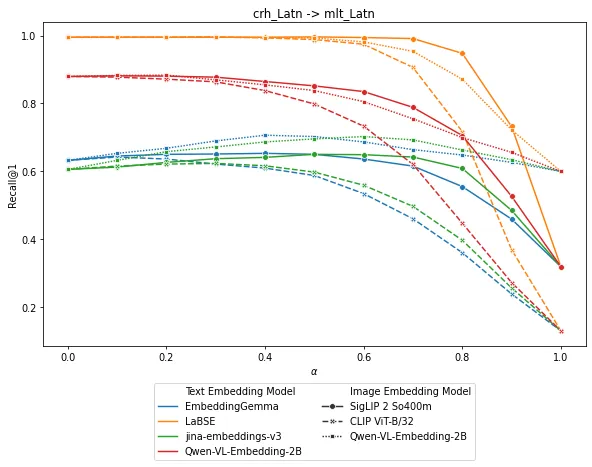 crh_Latn -> mlt_Latn
Recall@1
1.0
0.8
0.6
0.4
0.2
0.0 0.2 0.4 0.6 0.8 1.0
α
Text Embedding Model Image Embedding Model
EmbeddingGemma SigLIP 2 So400m
LaBSE CLIP ViT-B/32
jina-embeddings-v3 Qwen-VL-Embedding-2B
Qwen-VL-Embedding-2B